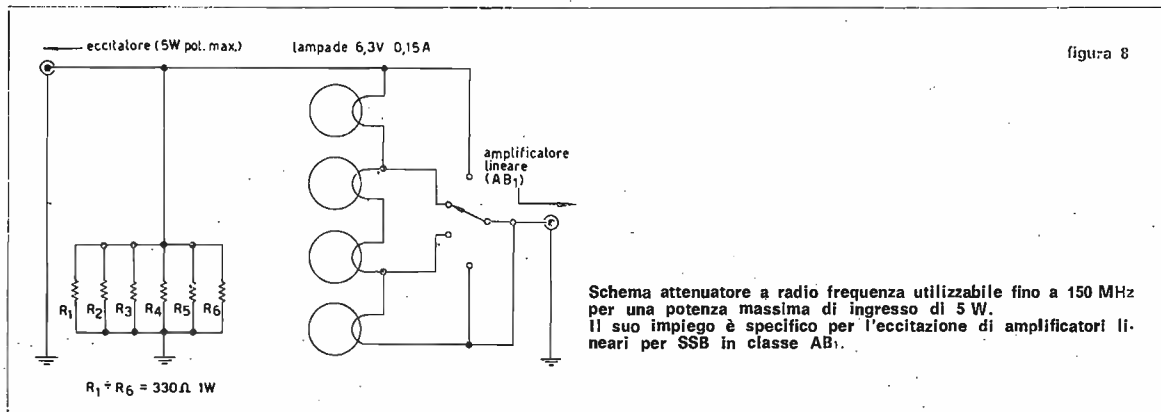 eccitatore (5W pot. max.)
lampade 6,3V 0,15A
figura 8
amplificatore
lineare
(AB₁)
R₁ R₂ R₃ R₄ R₅ R₆
R₁ ÷ R₆ = 330Ω 1W
Schema attenuatore a radio frequenza utilizzabile fino a 150 MHz
per una potenza massima di ingresso di 5 W.
Il suo impiego è specifico per l'eccitazione di amplificatori li-
neari per SSB in classe AB₁.